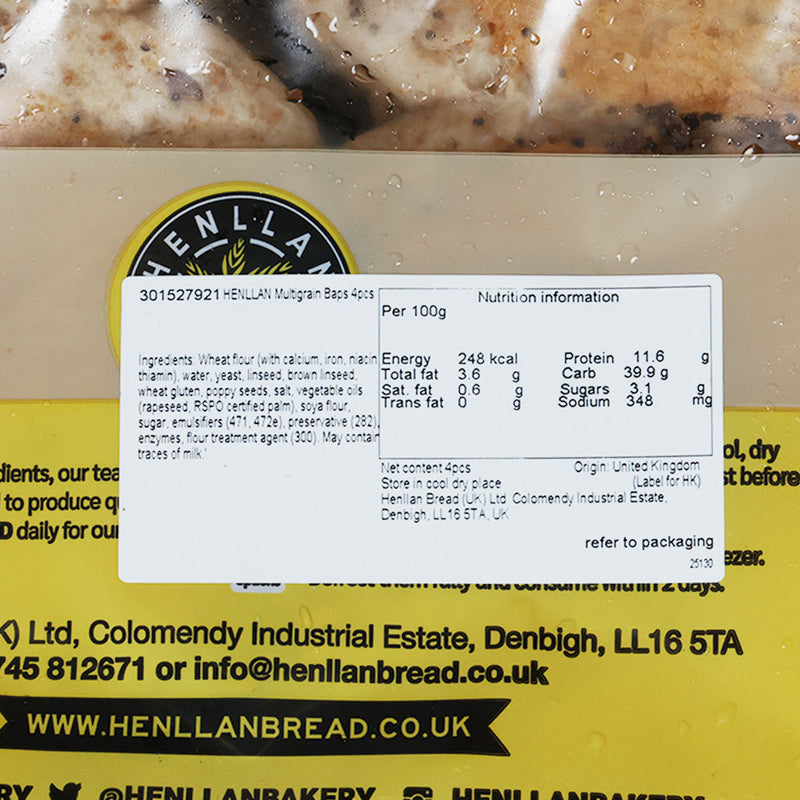 HENLLAN
301527921 HENLLAN Multigrain Baps 4pcs
Ingredients: Wheat flour (with calcium, iron, niacin
thiamin), water, yeast, linseed, brown linseed,
wheat gluten, poppy seeds, salt, vegetable oils
(rapeseed, RSPO certified palm), soya flour,
sugar, emulsifiers (471, 472e), preservative (282),
enzymes, flour treatment agent (300). May contain
traces of milk.
Nutrition information
Per 100g
Energy 248 kcal Protein 11.6 g
Total fat 3.6 g Carb 39.9 g
Sat. fat 0.6 g Sugars 3.1 g
Trans fat 0 g Sodium 348 mg
Net content 4pcs Origin: United Kingdom
Store in cool dry place (Label for HK)
Henllan Bread (UK) Ltd Colomendy Industrial Estate,
Denbigh, LL16 5TA, UK
refer to packaging
25130
dients, our tea
to produce q
D daily for our
ol, dry
st before
ezer.
Defrost them fully and consume within 2 days.
K) Ltd, Colomendy Industrial Estate, Denbigh, LL16 5TA
745 812671 or info@henllanbread.co.uk
WWW.HENLLANBREAD.CO.UK
RY @HENLLANBAKERY HENLLANBAKERY